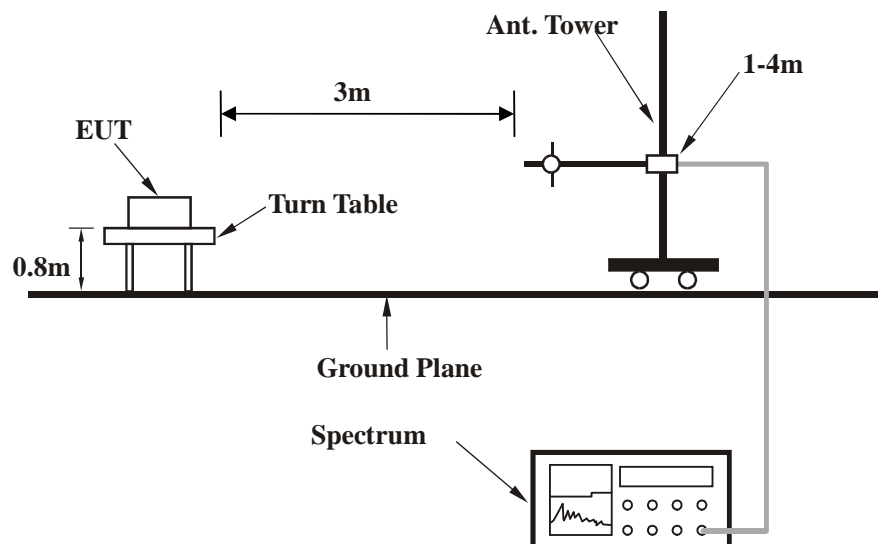 Ant. Tower
1-4m
3m
EUT
Turn Table
0.8m
Ground Plane
Spectrum